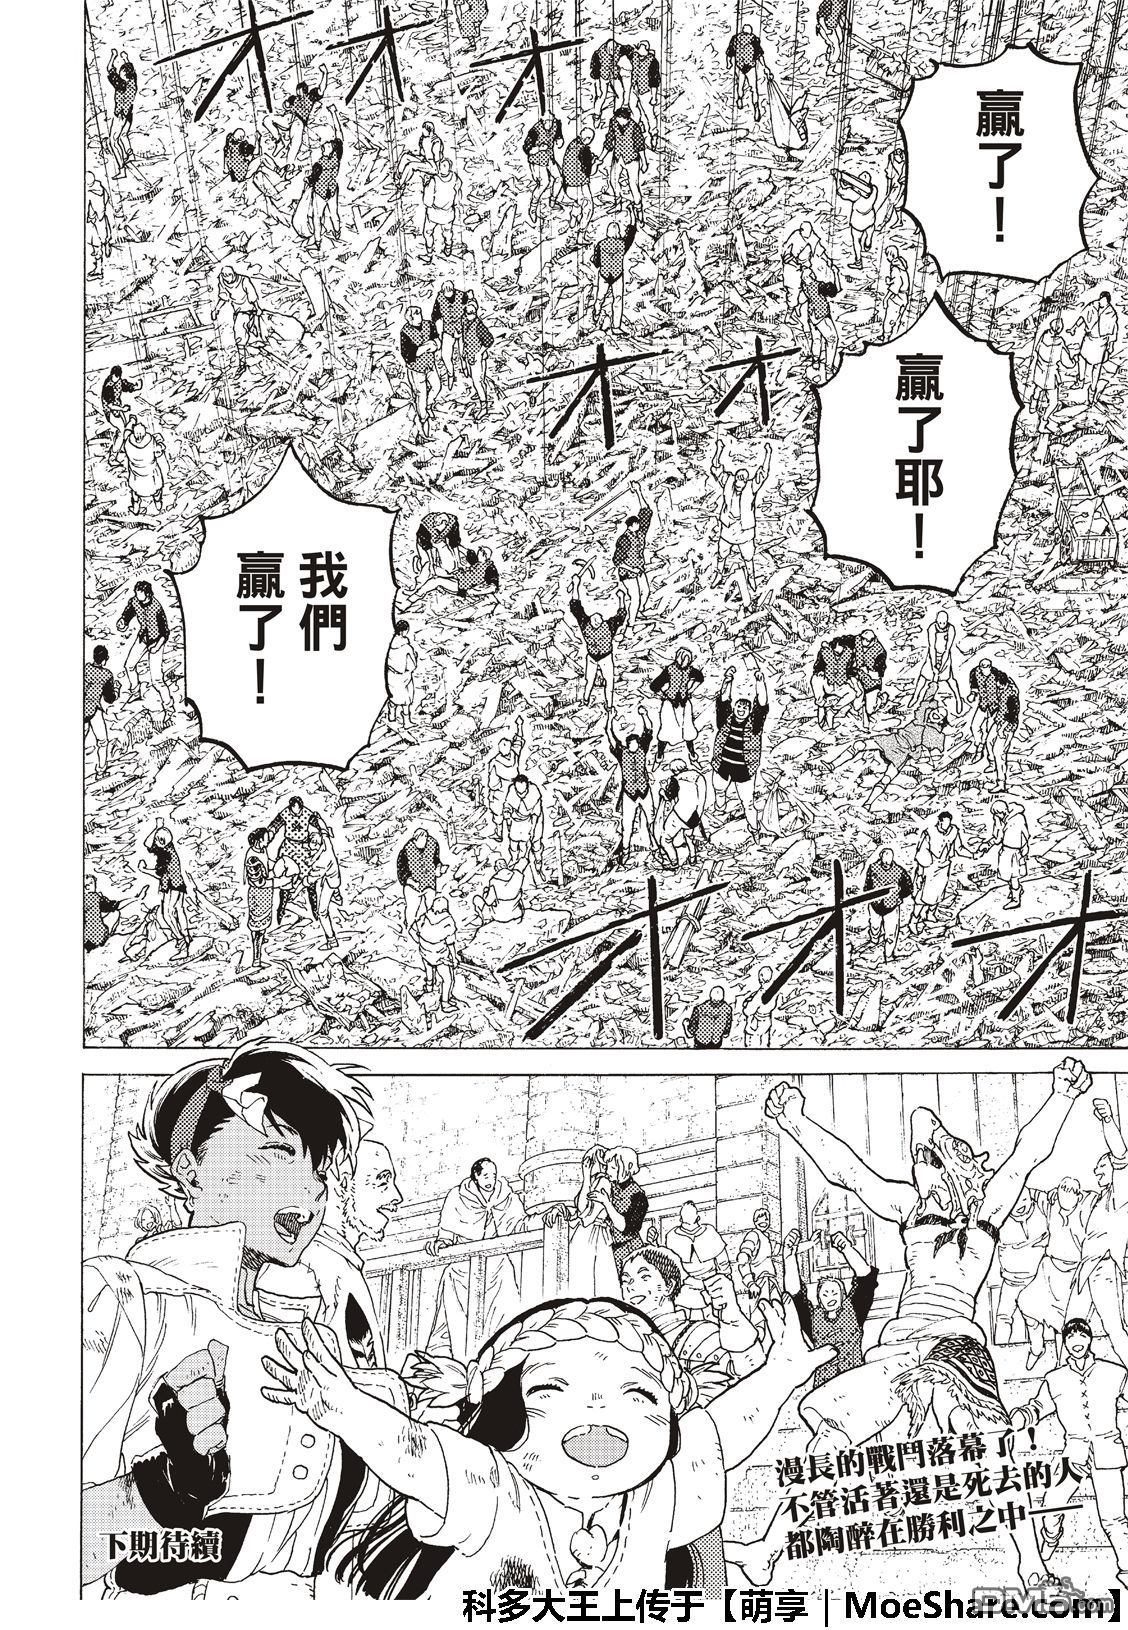 オオオ
贏了！
贏了耶！
オオ
我們
贏了！
オオオ
漫長的戰鬥落幕了！
不管活著還是死去的人
都陶醉在勝利之中──
下期待續
科多大王上传于【萌享｜MoeShare.com】